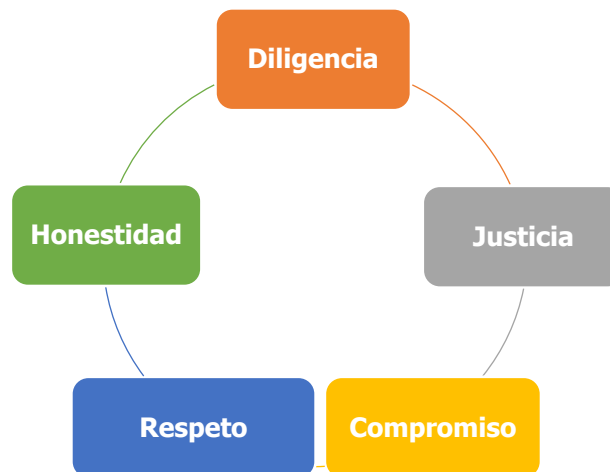 Diligencia
Honestidad
Justicia
Respeto
Compromiso